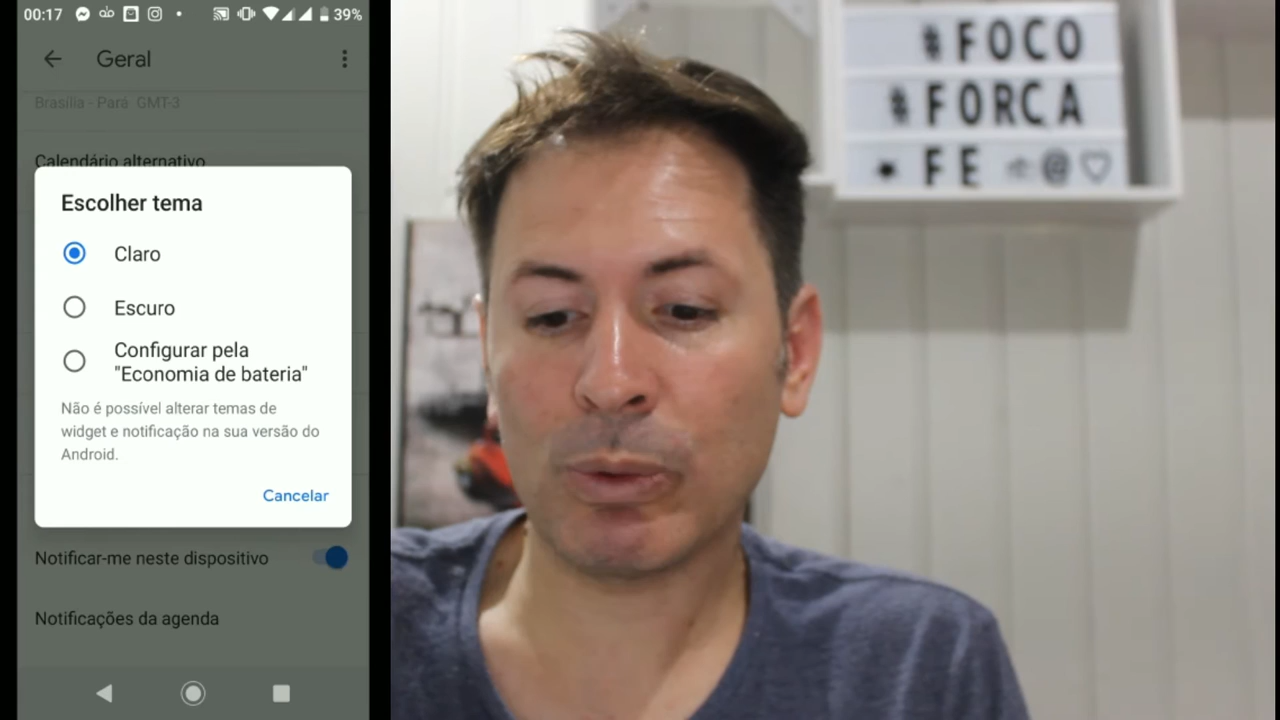 00:17
39%
Geral
Brasília - Pará GMT-3
Calendário alternativo
Escolher tema
Claro
Escuro
Configurar pela
"Economia de bateria"
Não é possível alterar temas de
widget e notificação na sua versão do
Android.
Cancelar
Notificar-me neste dispositivo
Notificações da agenda
#FOCO
#FORÇA
* FE @♡